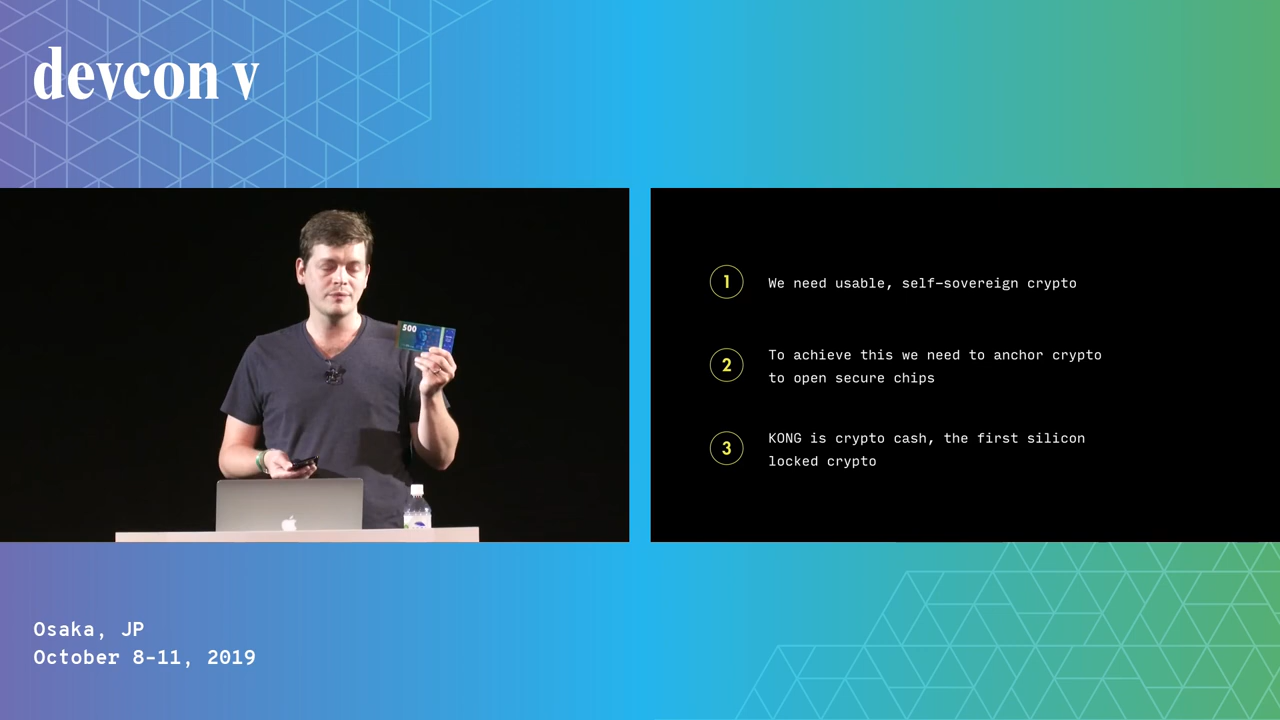 devcon v
500
1
We need usable, self-sovereign crypto
2
To achieve this we need to anchor crypto
to open secure chips
3
KONG is crypto cash, the first silicon
locked crypto
Osaka, JP
October 8-11, 2019